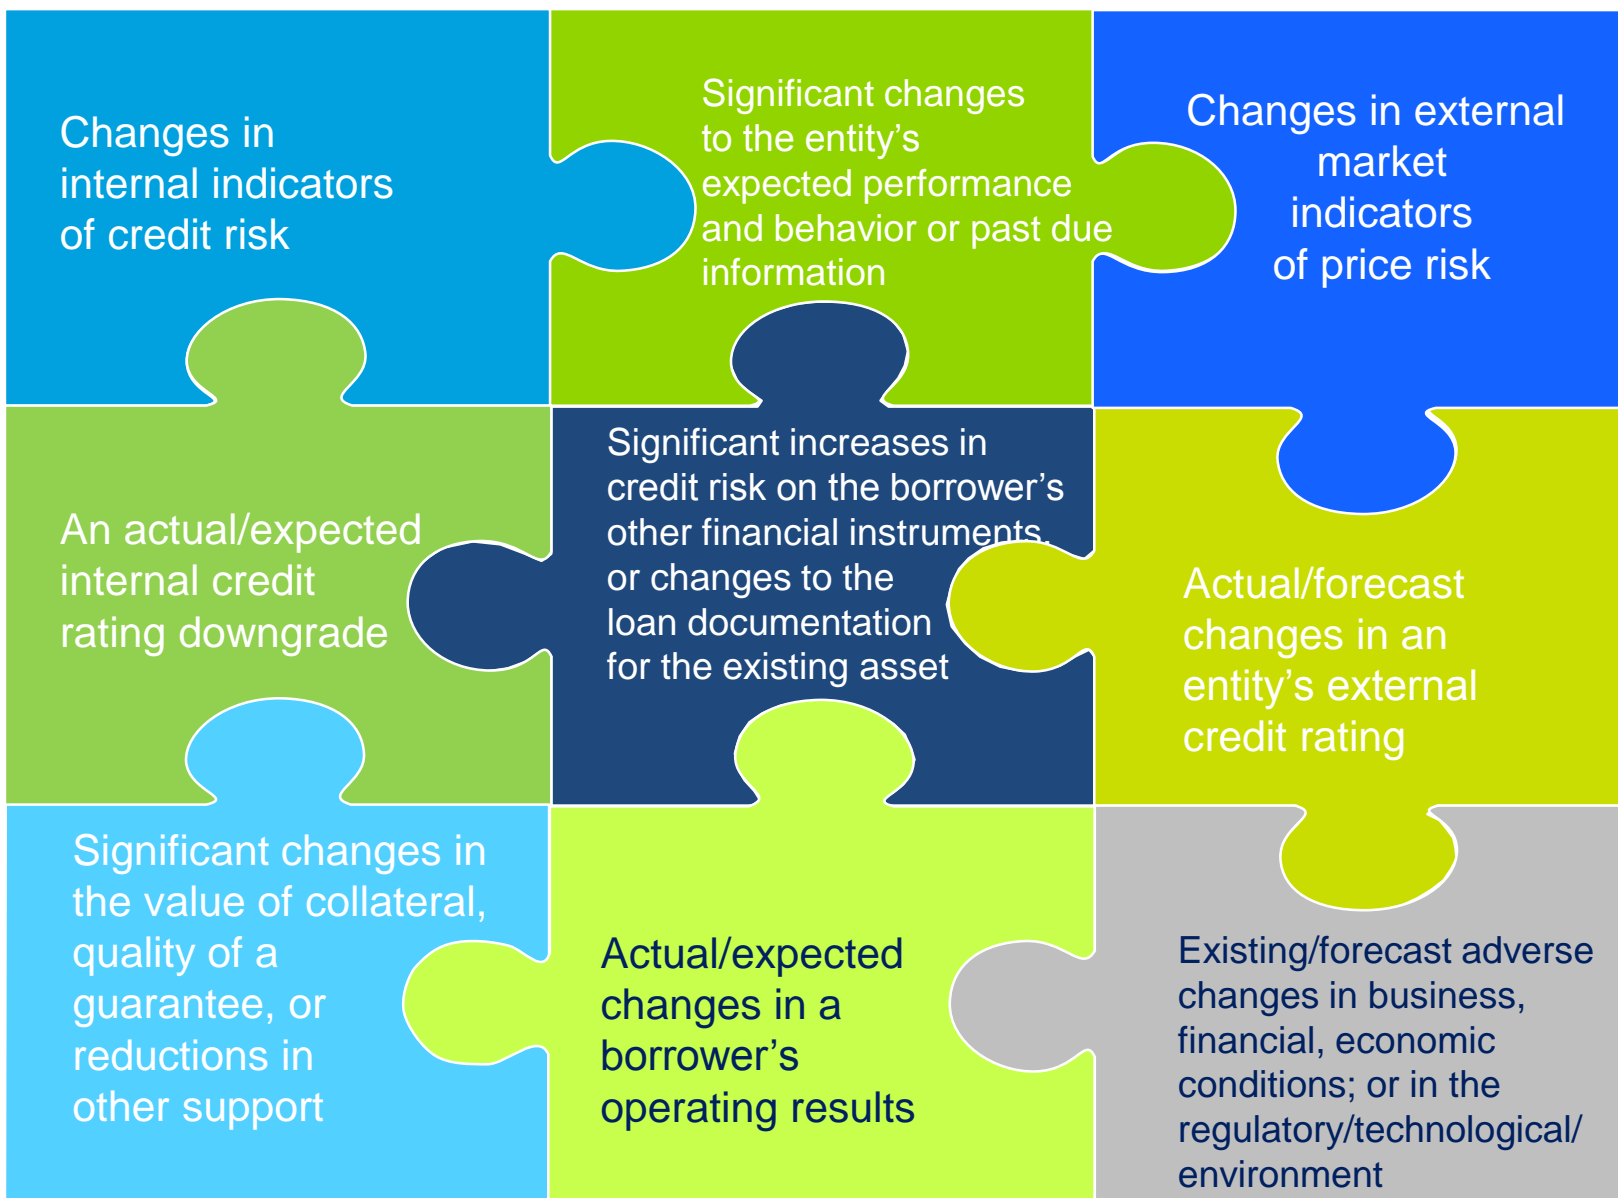 Changes in
internal indicators
of credit risk
Significant changes
to the entity’s
expected performance
and behavior or past due
information
Changes in external
market
indicators
of price risk
An actual/expected
internal credit
rating downgrade
Significant increases in
credit risk on the borrower’s
other financial instruments,
or changes to the
loan documentation
for the existing asset
Actual/forecast
changes in an
entity’s external
credit rating
Significant changes in
the value of collateral,
quality of a
guarantee, or
reductions in
other support
Actual/expected
changes in a
borrower’s
operating results
Existing/forecast adverse
changes in business,
financial, economic
conditions; or in the
regulatory/technological/
environment